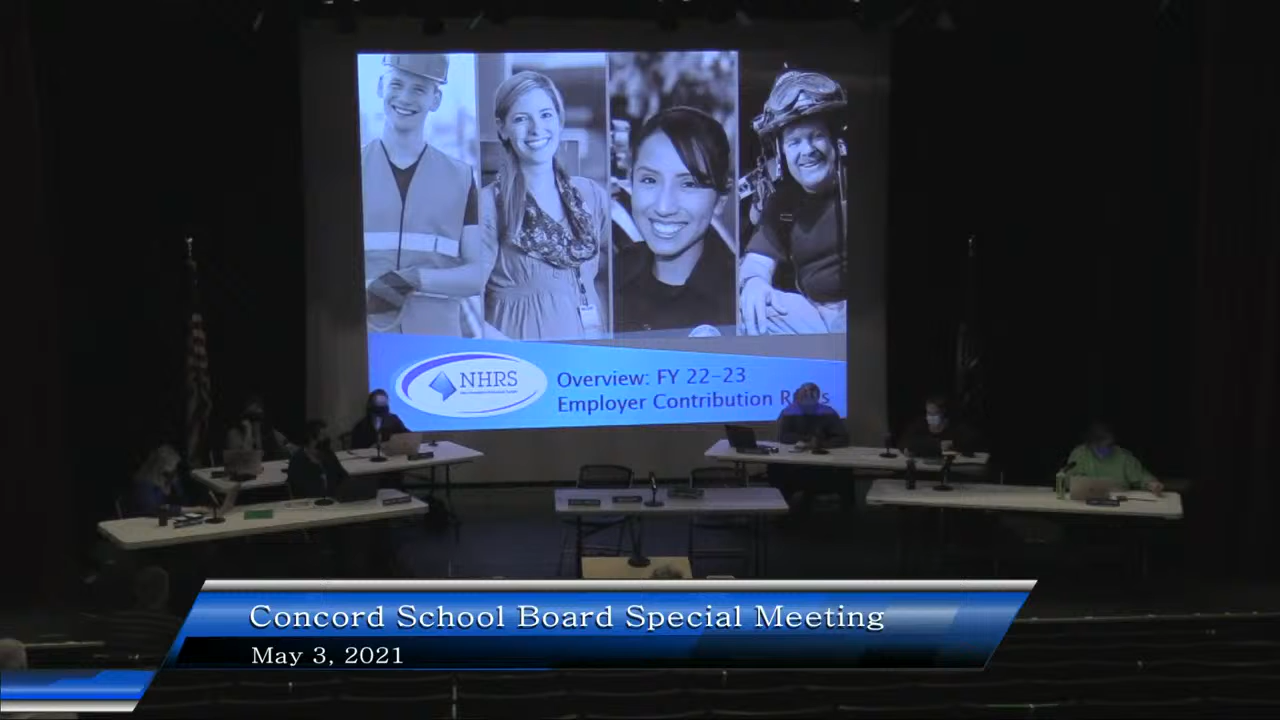 NHRS
Overview: FY 22-23
Employer Contribution
Concord School Board Special Meeting
May 3, 2021